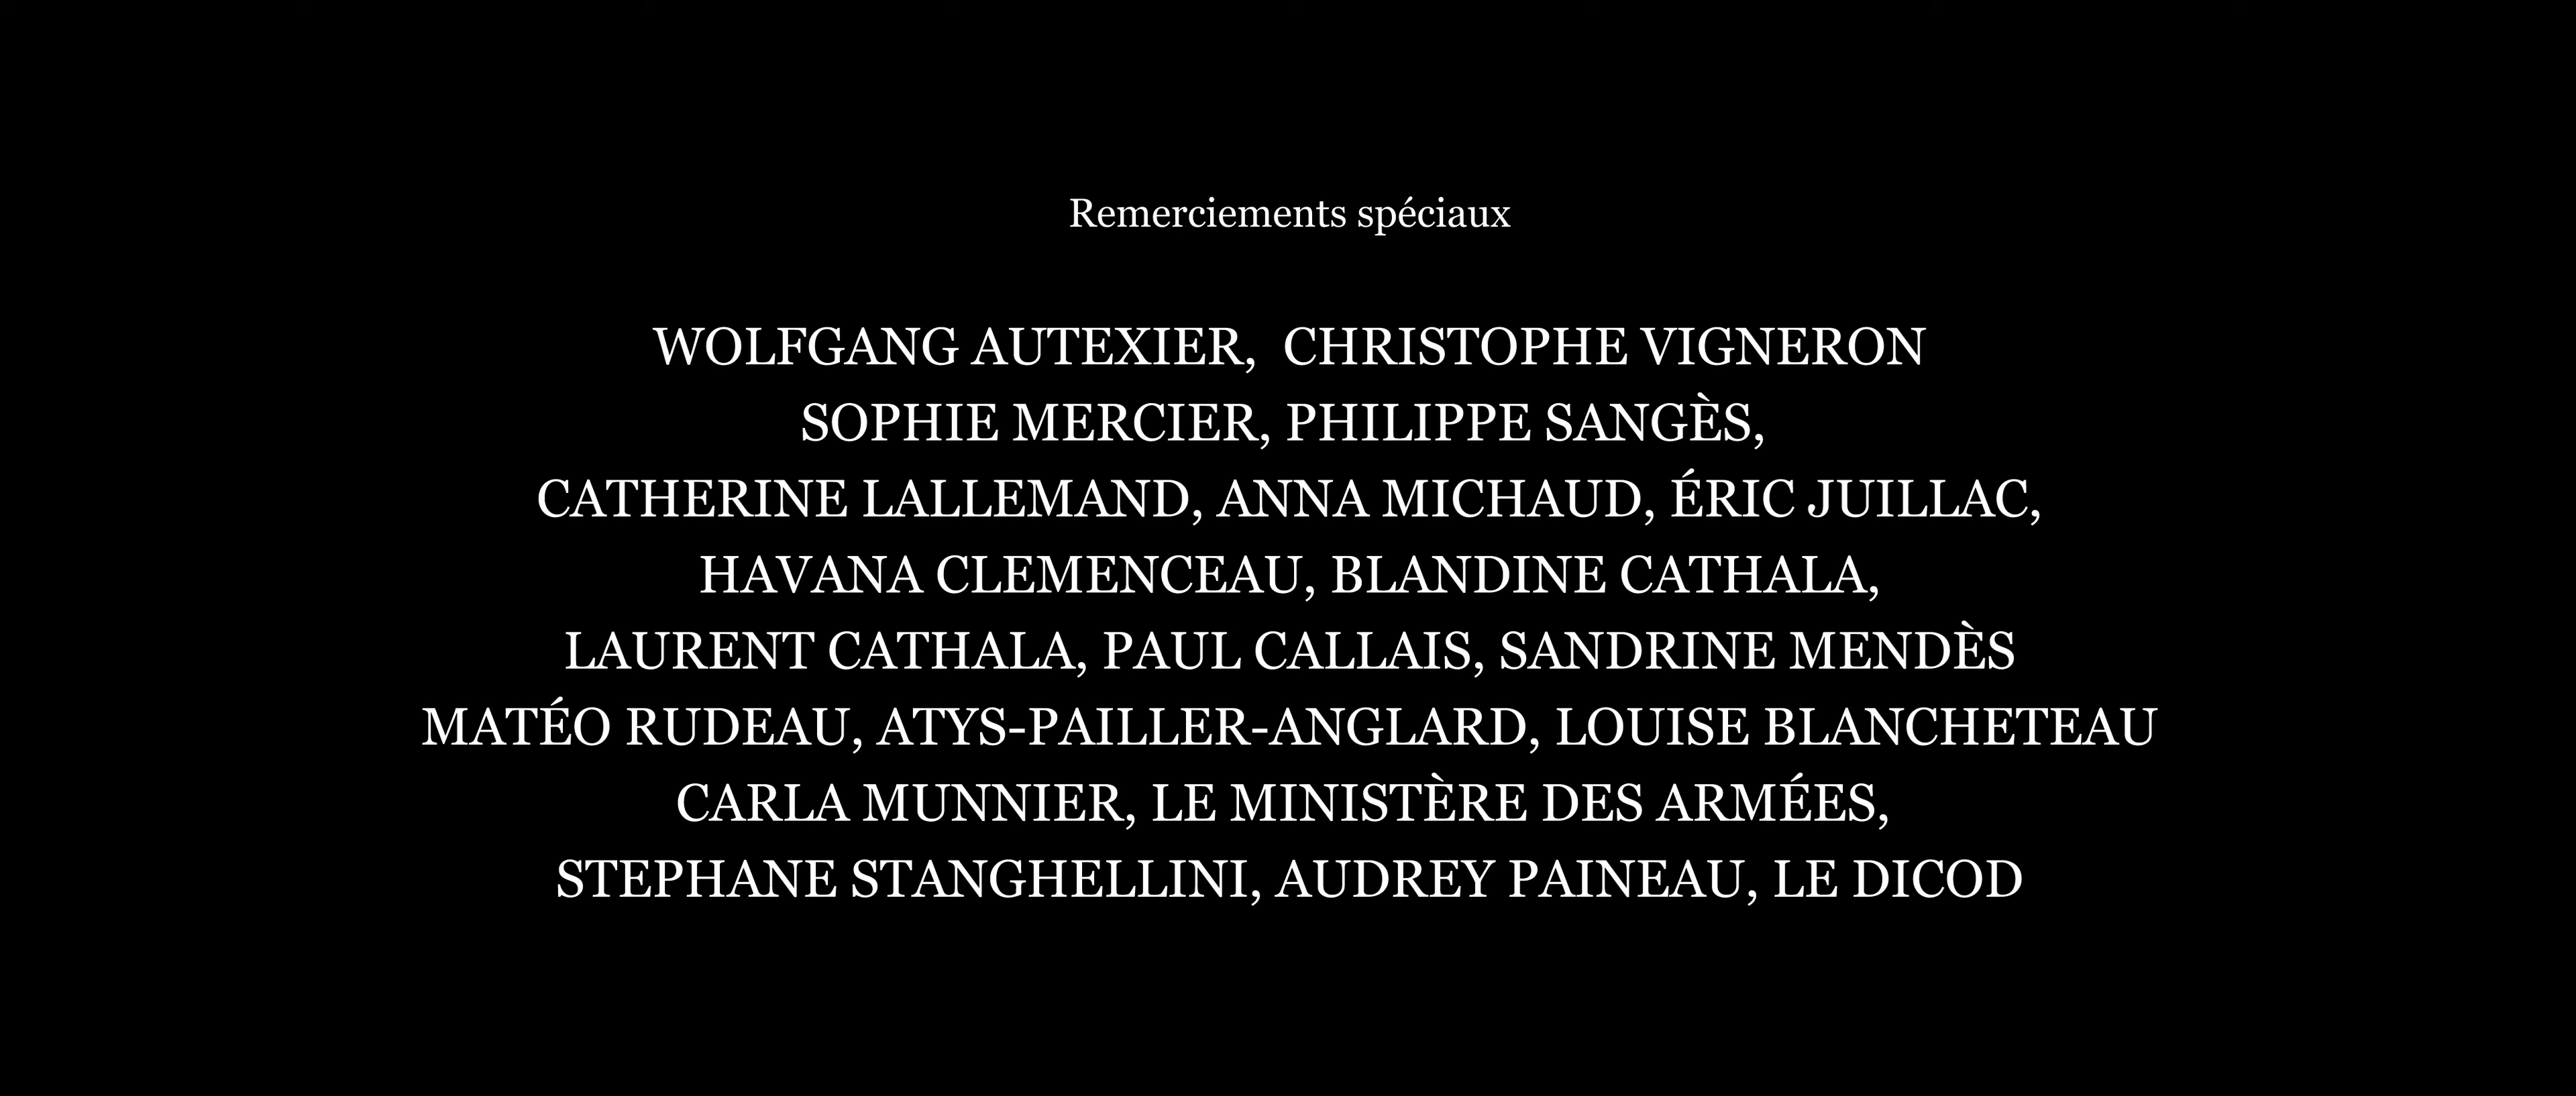 Remerciements spéciaux
WOLFGANG AUTEXIER,  CHRISTOPHE VIGNERON
SOPHIE MERCIER, PHILIPPE SANGÈS,
CATHERINE LALLEMAND, ANNA MICHAUD, ÉRIC JUILLAC,
HAVANA CLEMENCEAU, BLANDINE CATHALA,
LAURENT CATHALA, PAUL CALLAIS, SANDRINE MENDÈS
MATÉO RUDEAU, ATYS-PAILLER-ANGLARD, LOUISE BLANCHETEAU
CARLA MUNNIER, LE MINISTÈRE DES ARMÉES,
STEPHANE STANGHELLINI, AUDREY PAINEAU, LE DICOD